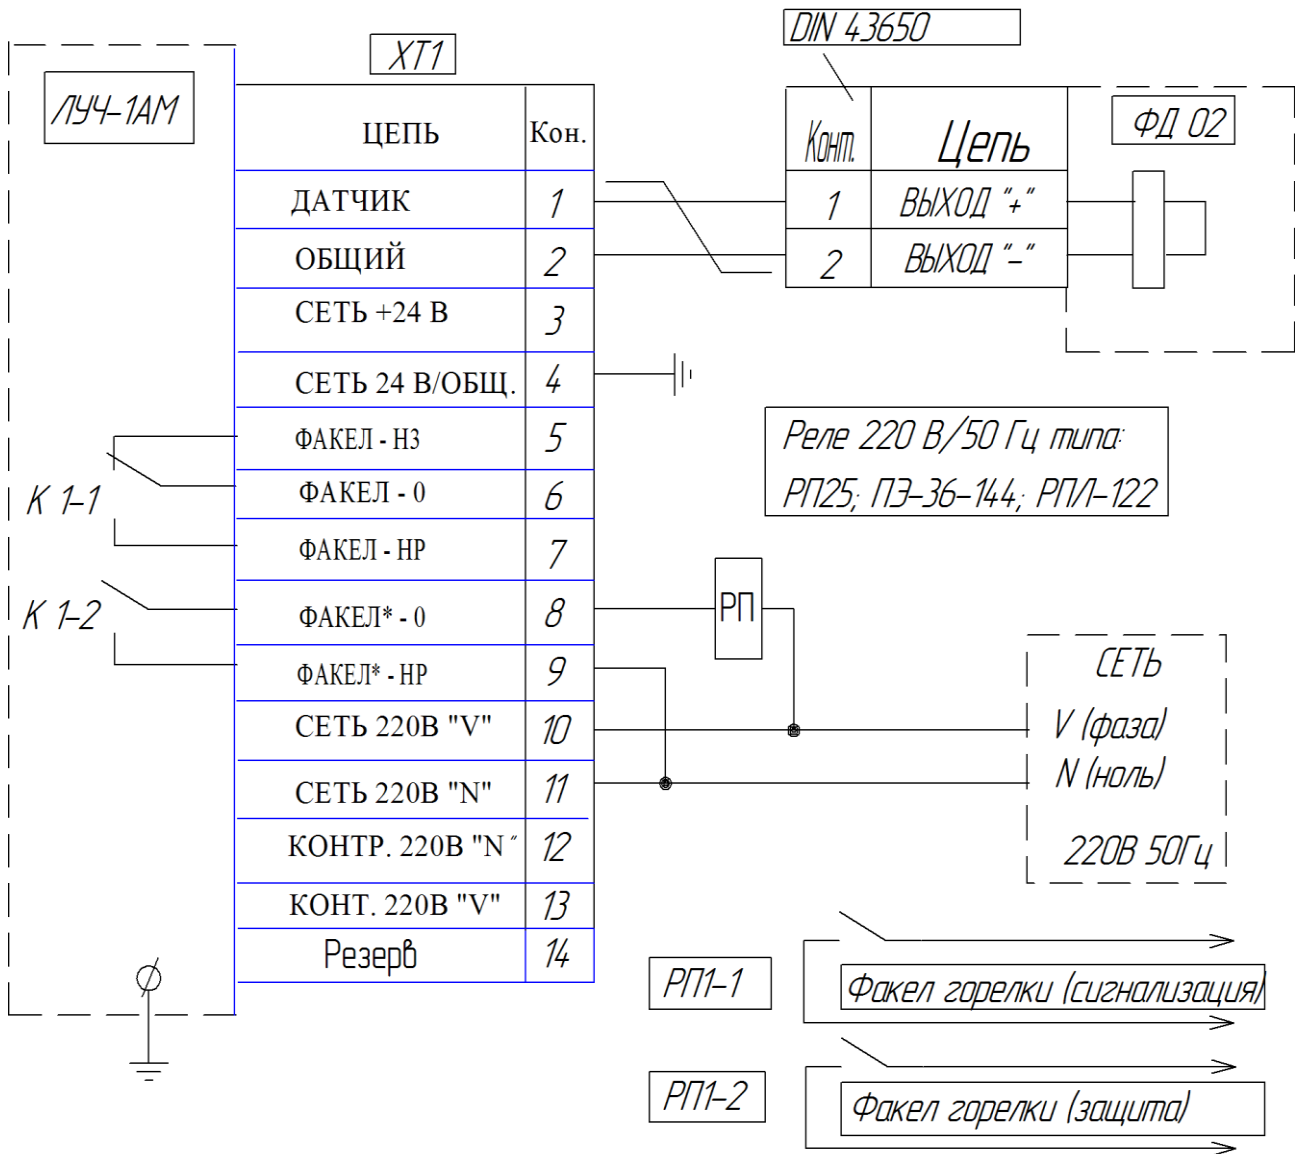 DIN 43650
XT1
ЛУЧ-1АМ
ЦЕПЬ Кон.
ДАТЧИК 1
ОБЩИЙ 2
СЕТЬ +24 В 3
СЕТЬ 24 В/ОБЩ. 4
ФАКЕЛ - НЗ 5
ФАКЕЛ - 0 6
ФАКЕЛ - НР 7
ФАКЕЛ* - 0 8
ФАКЕЛ* - НР 9
СЕТЬ 220В "V" 10
СЕТЬ 220В "N" 11
КОНТР. 220В "N" 12
КОНТ. 220В "V" 13
Резерв 14
К 1-1
К 1-2
Конт. Цепь
1 ВЫХОД "+"
2 ВЫХОД "-"
ФД 02
Реле 220 В/50 Гц типа:
РП25; ПЭ-36-144; РПЛ-122
РП
СЕТЬ
V (фаза)
N (ноль)
220В 50Гц
РП1-1
Факел горелки (сигнализация)
РП1-2
Факел горелки (защита)